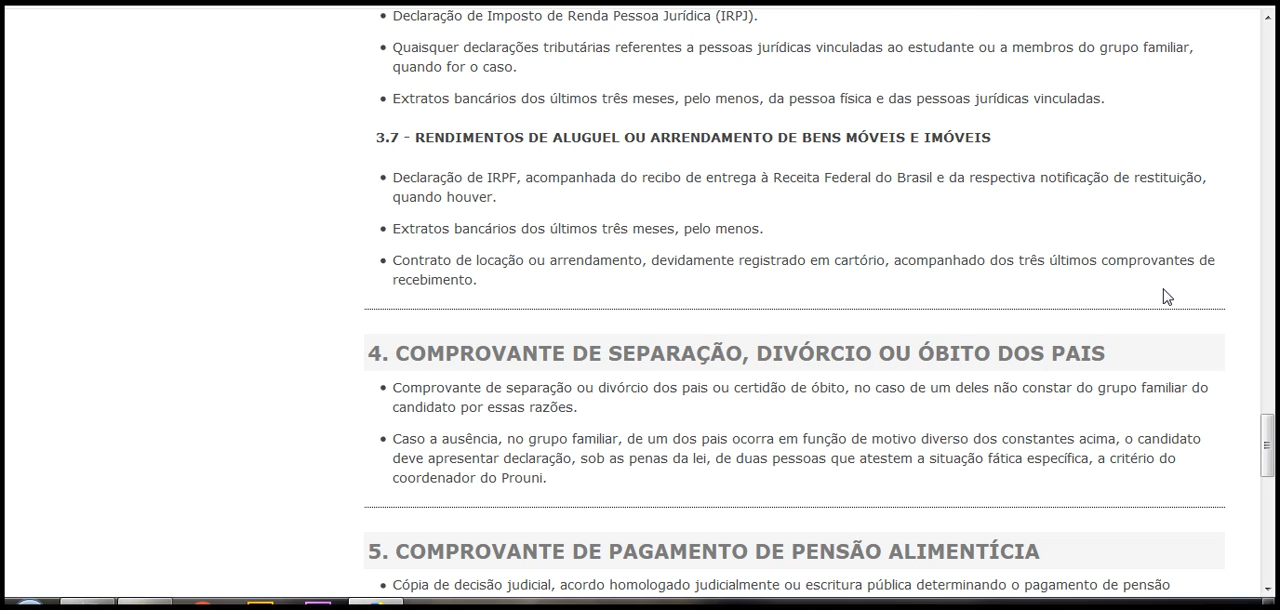 • Declaração de Imposto de Renda Pessoa Jurídica (IRPJ).
• Quaisquer declarações tributárias referentes a pessoas jurídicas vinculadas ao estudante ou a membros do grupo familiar,
quando for o caso.
• Extratos bancários dos últimos três meses, pelo menos, da pessoa física e das pessoas jurídicas vinculadas.
3.7 - RENDIMENTOS DE ALUGUEL OU ARRENDAMENTO DE BENS MÓVEIS E IMÓVEIS
• Declaração de IRPF, acompanhada do recibo de entrega à Receita Federal do Brasil e da respectiva notificação de restituição,
quando houver.
• Extratos bancários dos últimos três meses, pelo menos.
• Contrato de locação ou arrendamento, devidamente registrado em cartório, acompanhado dos três últimos comprovantes de
recebimento.
4. COMPROVANTE DE SEPARAÇÃO, DIVÓRCIO OU ÓBITO DOS PAIS
• Comprovante de separação ou divórcio dos pais ou certidão de óbito, no caso de um deles não constar do grupo familiar do
candidato por essas razões.
• Caso a ausência, no grupo familiar, de um dos pais ocorra em função de motivo diverso dos constantes acima, o candidato
deve apresentar declaração, sob as penas da lei, de duas pessoas que atestem a situação fática específica, a critério do
coordenador do Prouni.
5. COMPROVANTE DE PAGAMENTO DE PENSÃO ALIMENTÍCIA
• Cópia de decisão judicial, acordo homologado judicialmente ou escritura pública determinando o pagamento de pensão